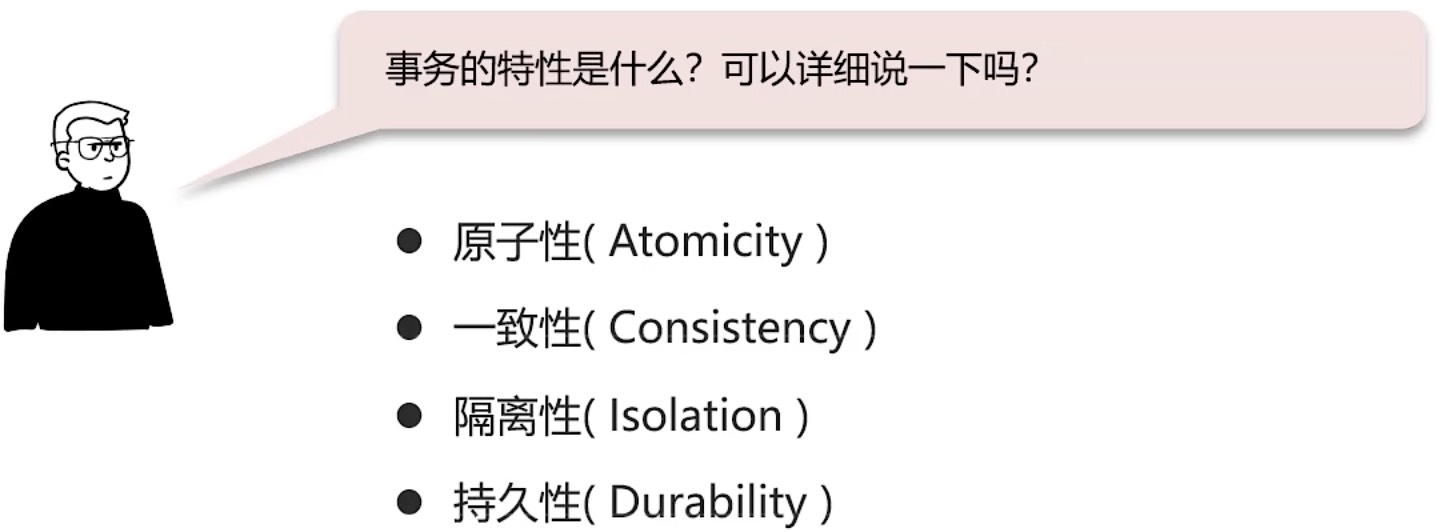 事务的特性是什么？可以详细说一下吗？
● 原子性( Atomicity )
● 一致性( Consistency )
● 隔离性( Isolation )
● 持久性( Durability )